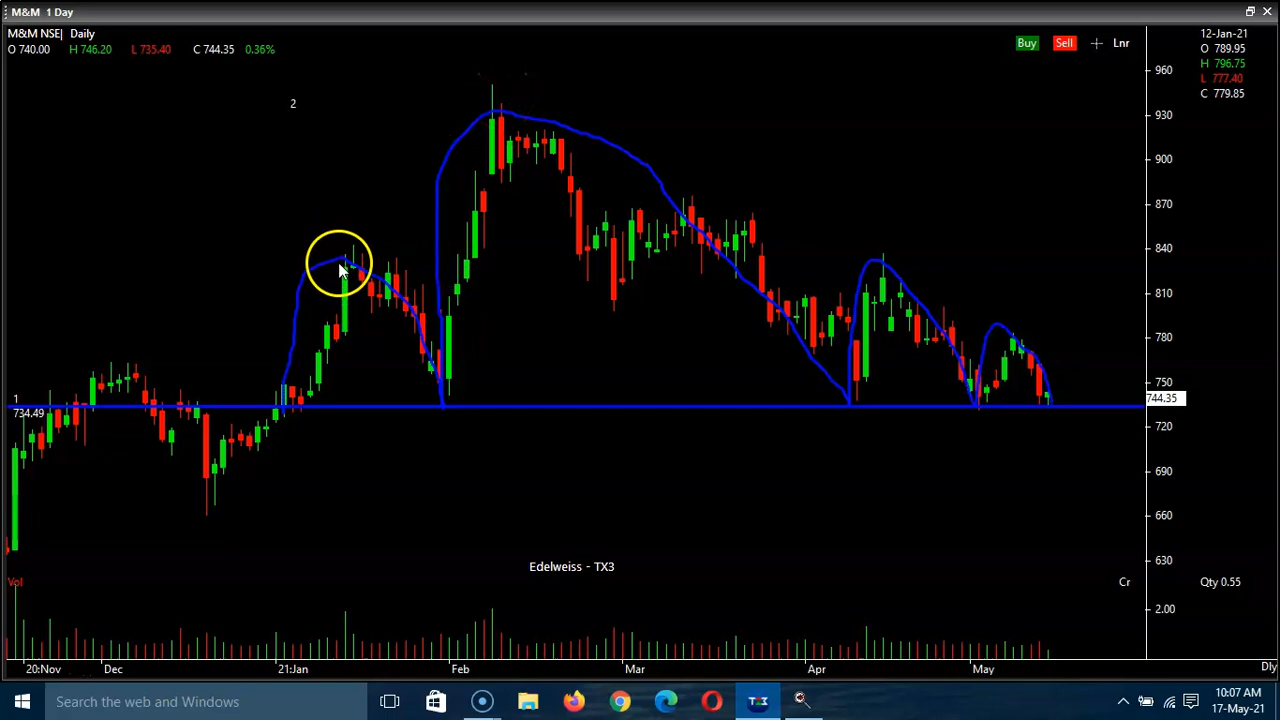 M&M 1 Day
M&M NSE| Daily
O 740.00 H 746.20 L 735.40 C 744.35 0.36%
Buy Sell Lnr
12-Jan-21
O 789.95
H 796.75
L 777.40
C 779.85
2
960
930
900
870
840
810
780
750
744.35
720
690
660
630
1
734.49
Edelweiss - TX3
Vol
Cr
Qty 0.55
2.00
20:Nov Dec 21:Jan Feb Mar Apr May Dly
Search the web and Windows
TX3
10:07 AM
17-May-21